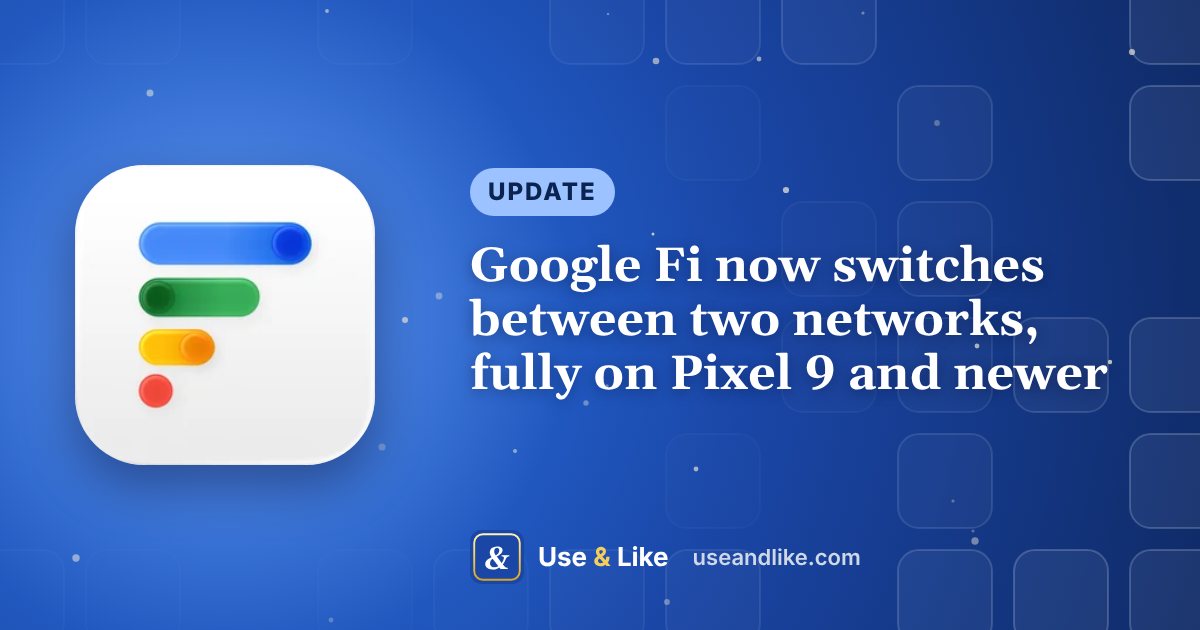 UPDATE
Google Fi now switches
between two networks,
fully on Pixel 9 and newer
& Use & Like useandlike.com